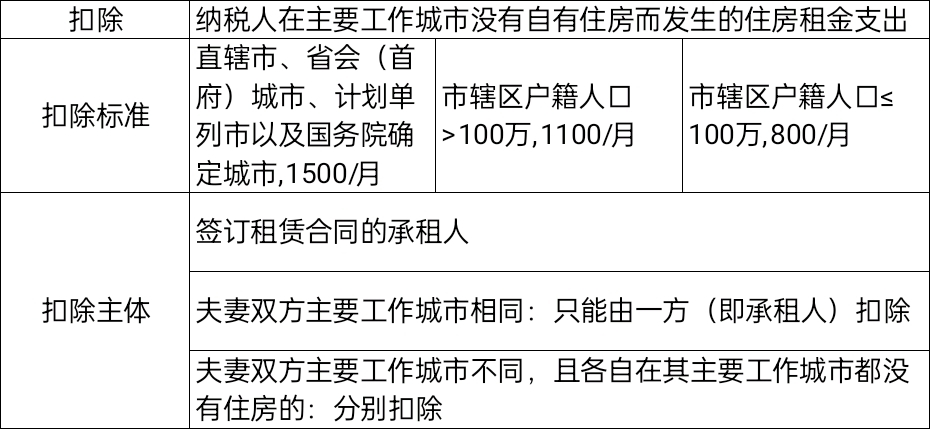 扣除
纳税人在主要工作城市没有自有住房而发生的住房租金支出
扣除标准
直辖市、省会（首
府）城市、计划单
列市以及国务院确
定城市,1500/月
市辖区户籍人口
>100万,1100/月
市辖区户籍人口≤
100万,800/月
扣除主体
签订租赁合同的承租人
夫妻双方主要工作城市相同：只能由一方（即承租人）扣除
夫妻双方主要工作城市不同，且各自在其主要工作城市都没
有住房的：分别扣除